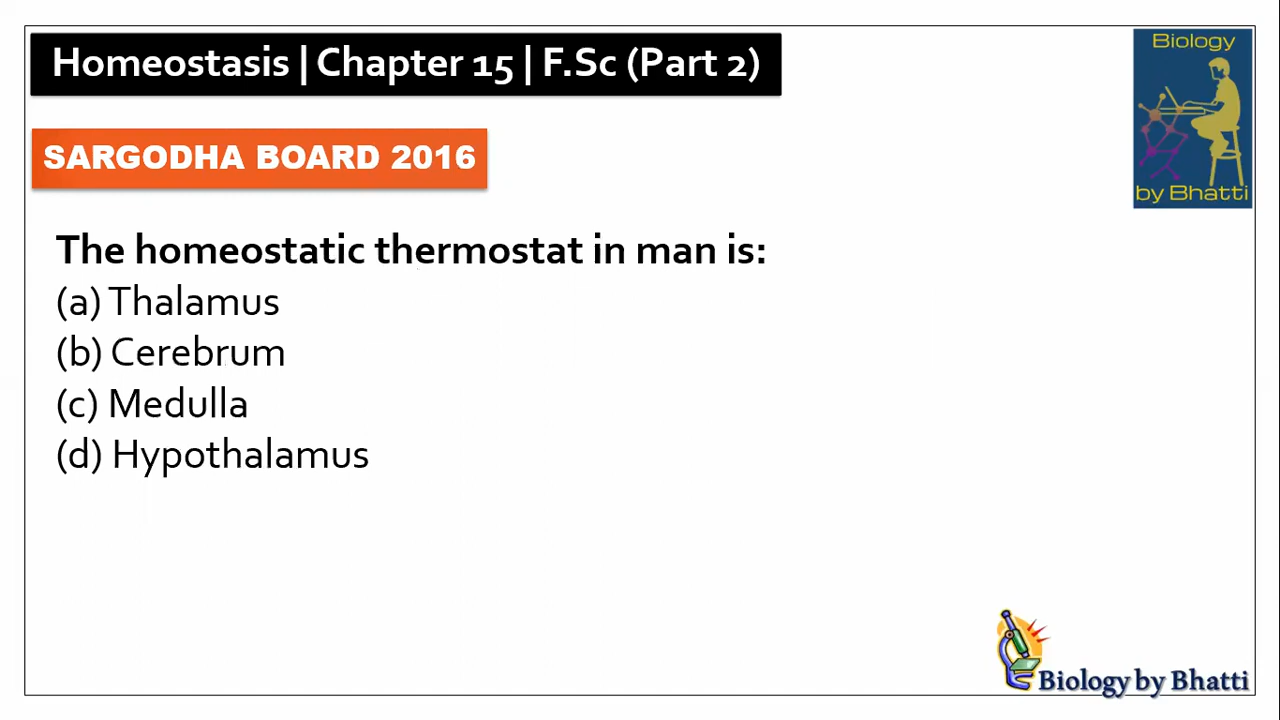 Homeostasis | Chapter 15 | F.Sc (Part 2)
Biology
by Bhatti
SARGODHA BOARD 2016
The homeostatic thermostat in man is:
(a) Thalamus
(b) Cerebrum
(c) Medulla
(d) Hypothalamus
Biology by Bhatti